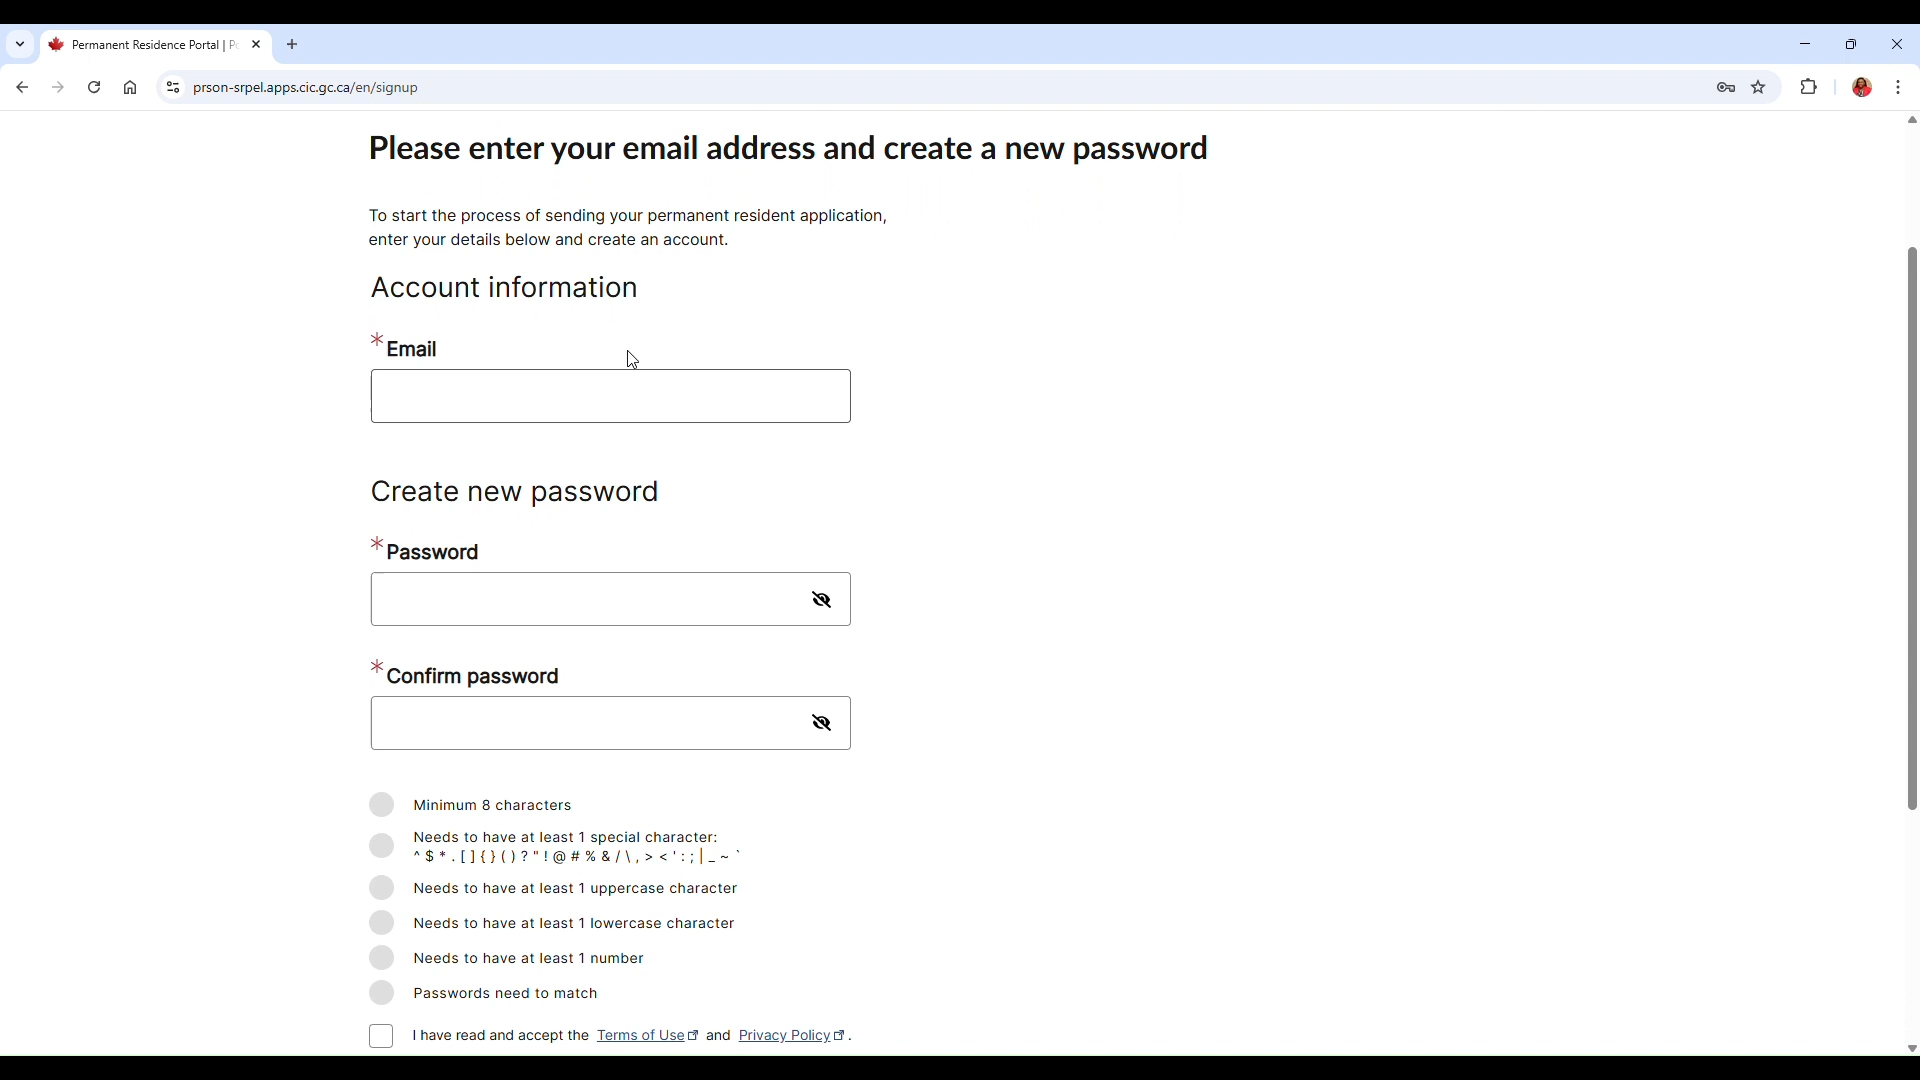 Permanent Residence Portal | P
prson-srpel.apps.cic.gc.ca/en/signup
Please enter your email address and create a new password
To start the process of sending your permanent resident application,
enter your details below and create an account.
Account information
* Email
Create new password
* Password
* Confirm password
Minimum 8 characters
Needs to have at least 1 special character:
^ $ * . [ ] { } ( ) ? " ! @ # % & / \ , > < ' : ; | _ ~ `
Needs to have at least 1 uppercase character
Needs to have at least 1 lowercase character
Needs to have at least 1 number
Passwords need to match
I have read and accept the Terms of Use and Privacy Policy .